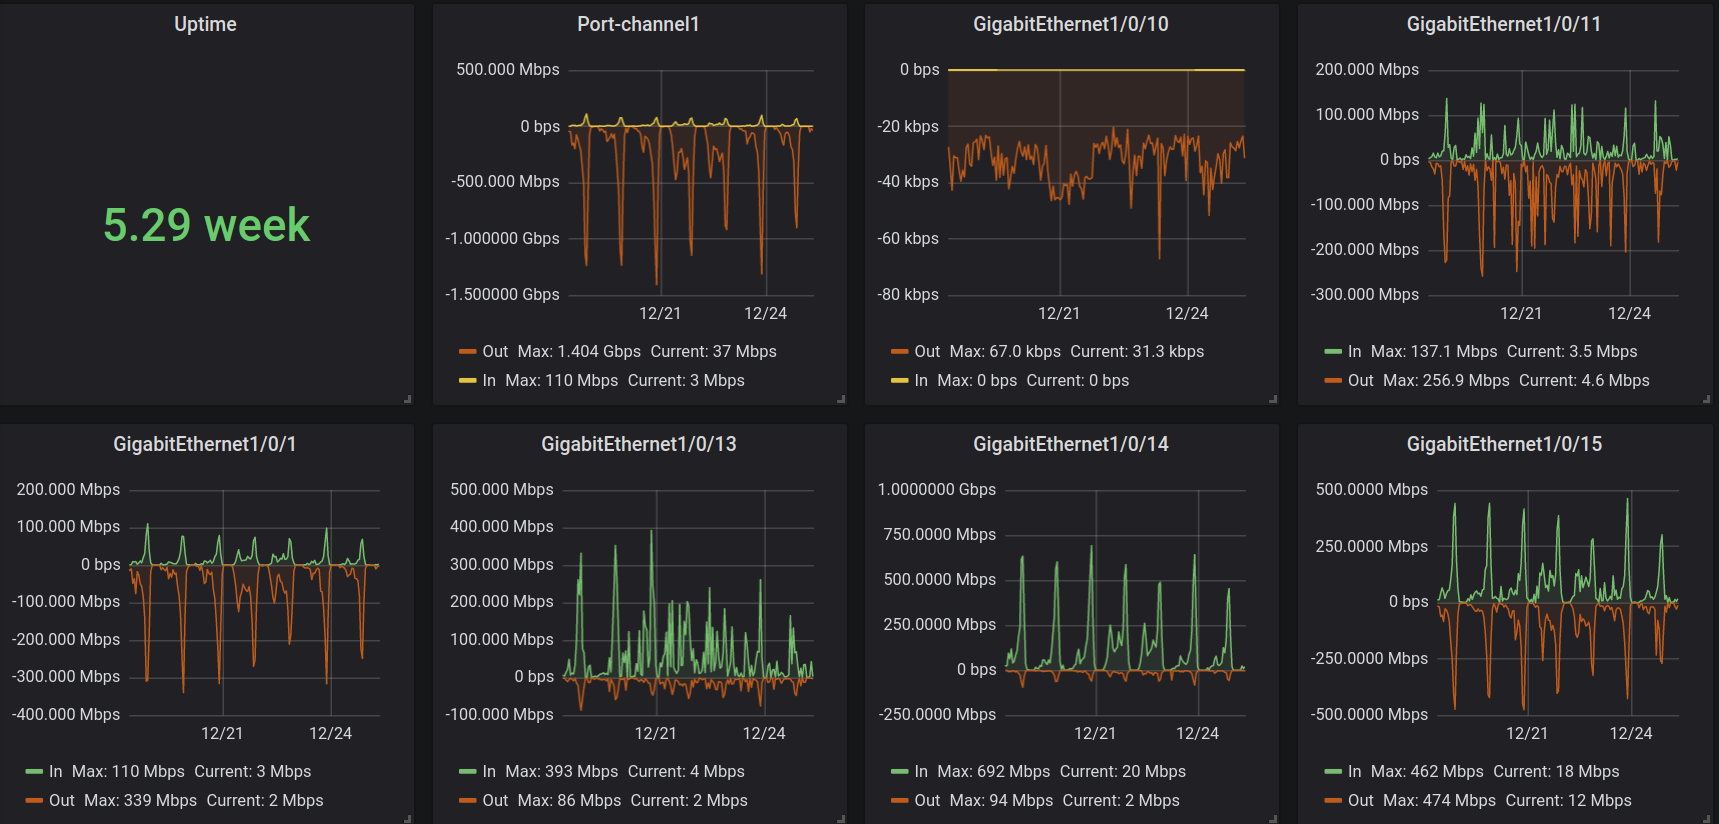 Uptime
5.29 week
Port-channel1
500.000 Mbps
0 bps
-500.000 Mbps
-1.000000 Gbps
-1.500000 Gbps
12/21 12/24
Out Max: 1.404 Gbps Current: 37 Mbps
In Max: 110 Mbps Current: 3 Mbps
GigabitEthernet1/0/10
0 bps
-20 kbps
-40 kbps
-60 kbps
-80 kbps
12/21 12/24
Out Max: 67.0 kbps Current: 31.3 kbps
In Max: 0 bps Current: 0 bps
GigabitEthernet1/0/11
200.000 Mbps
100.000 Mbps
0 bps
-100.000 Mbps
-200.000 Mbps
-300.000 Mbps
12/21 12/24
In Max: 137.1 Mbps Current: 3.5 Mbps
Out Max: 256.9 Mbps Current: 4.6 Mbps
GigabitEthernet1/0/1
200.000 Mbps
100.000 Mbps
0 bps
-100.000 Mbps
-200.000 Mbps
-300.000 Mbps
-400.000 Mbps
12/21 12/24
In Max: 110 Mbps Current: 3 Mbps
Out Max: 339 Mbps Current: 2 Mbps
GigabitEthernet1/0/13
500.000 Mbps
400.000 Mbps
300.000 Mbps
200.000 Mbps
100.000 Mbps
0 bps
-100.000 Mbps
12/21 12/24
In Max: 393 Mbps Current: 4 Mbps
Out Max: 86 Mbps Current: 2 Mbps
GigabitEthernet1/0/14
1.0000000 Gbps
750.0000 Mbps
500.0000 Mbps
250.0000 Mbps
0 bps
-250.0000 Mbps
12/21 12/24
In Max: 692 Mbps Current: 20 Mbps
Out Max: 94 Mbps Current: 2 Mbps
GigabitEthernet1/0/15
500.0000 Mbps
250.0000 Mbps
0 bps
-250.0000 Mbps
-500.0000 Mbps
12/21 12/24
In Max: 462 Mbps Current: 18 Mbps
Out Max: 474 Mbps Current: 12 Mbps